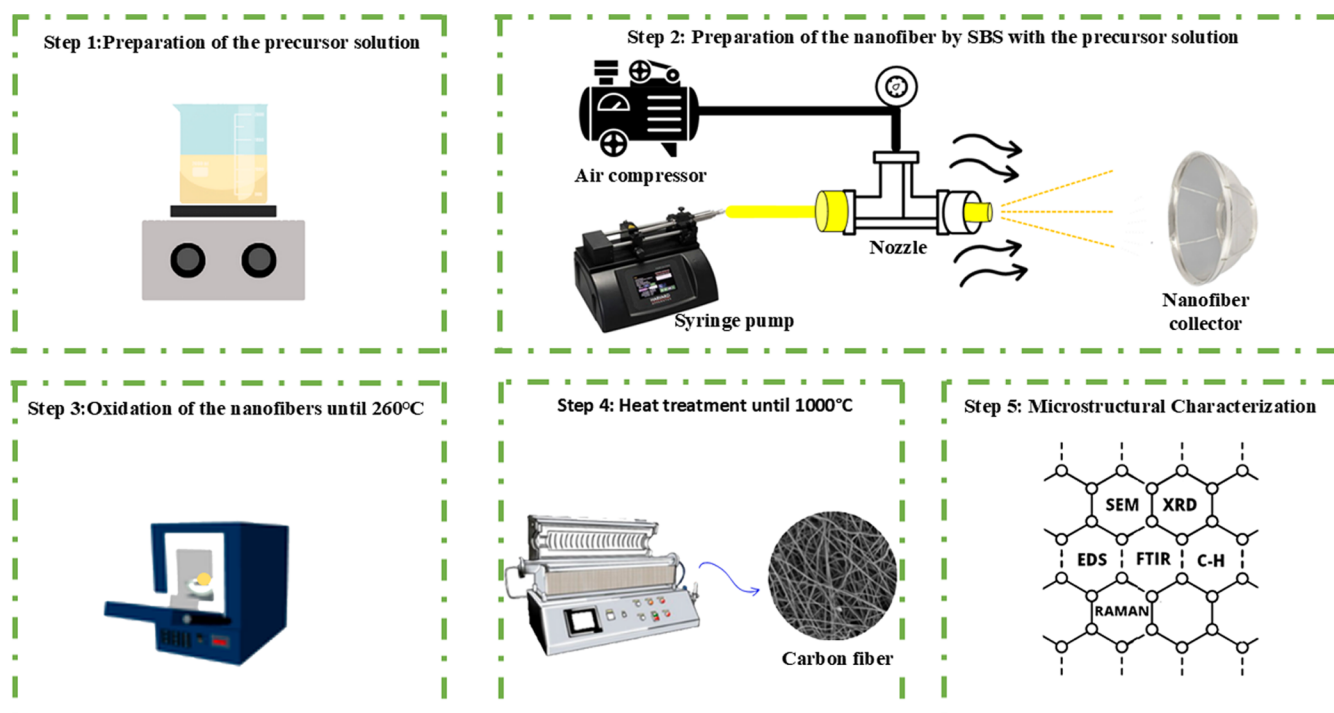 Step 1:Preparation of the precursor solution
Step 2: Preparation of the nanofiber by SBS with the precursor solution
Air compressor
Nozzle
Syringe pump
Nanofiber
collector
Step 3:Oxidation of the nanofibers until 260°C
Step 4: Heat treatment until 1000°C
Carbon fiber
Step 5: Microstructural Characterization
SEM XRD
EDS FTIR C-H
RAMAN